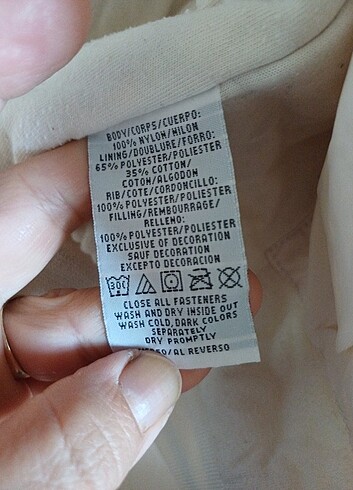 BODY/CORPS/CUERPO:
100% NYLON/NILON
LINING/DOUBLURE/FORRO:
65% POLYESTER/POLIESTER
35% COTTON/
COTON/ALGODON
RIB/COTE/CORDONCILLO:
100% POLYESTER/POLIESTER
FILLING/REMBOURRAGE/
RELLENO:
100% POLYESTER/POLIESTER
EXCLUSIVE OF DECORATION
SAUF DECORATION
EXCEPTO DECORACION
30C
CLOSE ALL FASTENERS
WASH AND DRY INSIDE OUT
WASH COLD, DARK COLORS
SEPARATELY
DRY PROMPTLY
/AL REVERSO